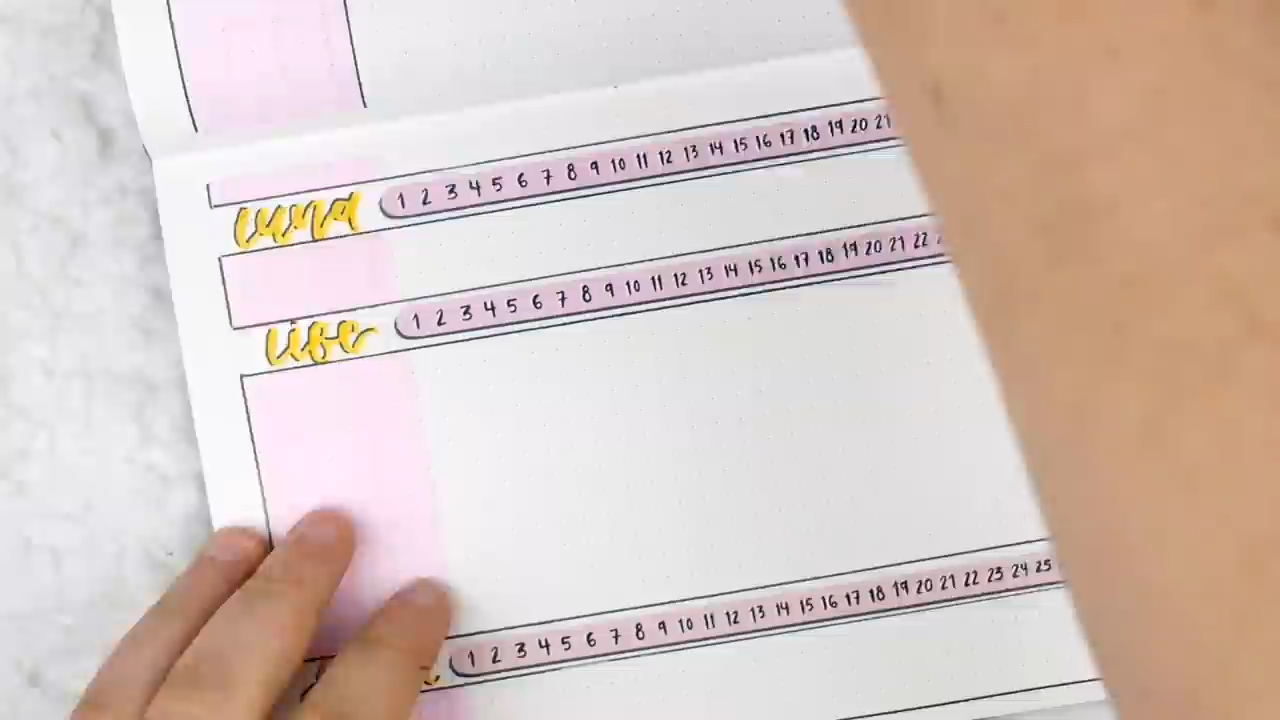 mind 1 2 3 4 5 6 7 8 9 10 11 12 13 14 15 16 17 18 19 20 21
life 1 2 3 4 5 6 7 8 9 10 11 12 13 14 15 16 17 18 19 20 21 22
1 2 3 4 5 6 7 8 9 10 11 12 13 14 15 16 17 18 19 20 21 22 23 24 25